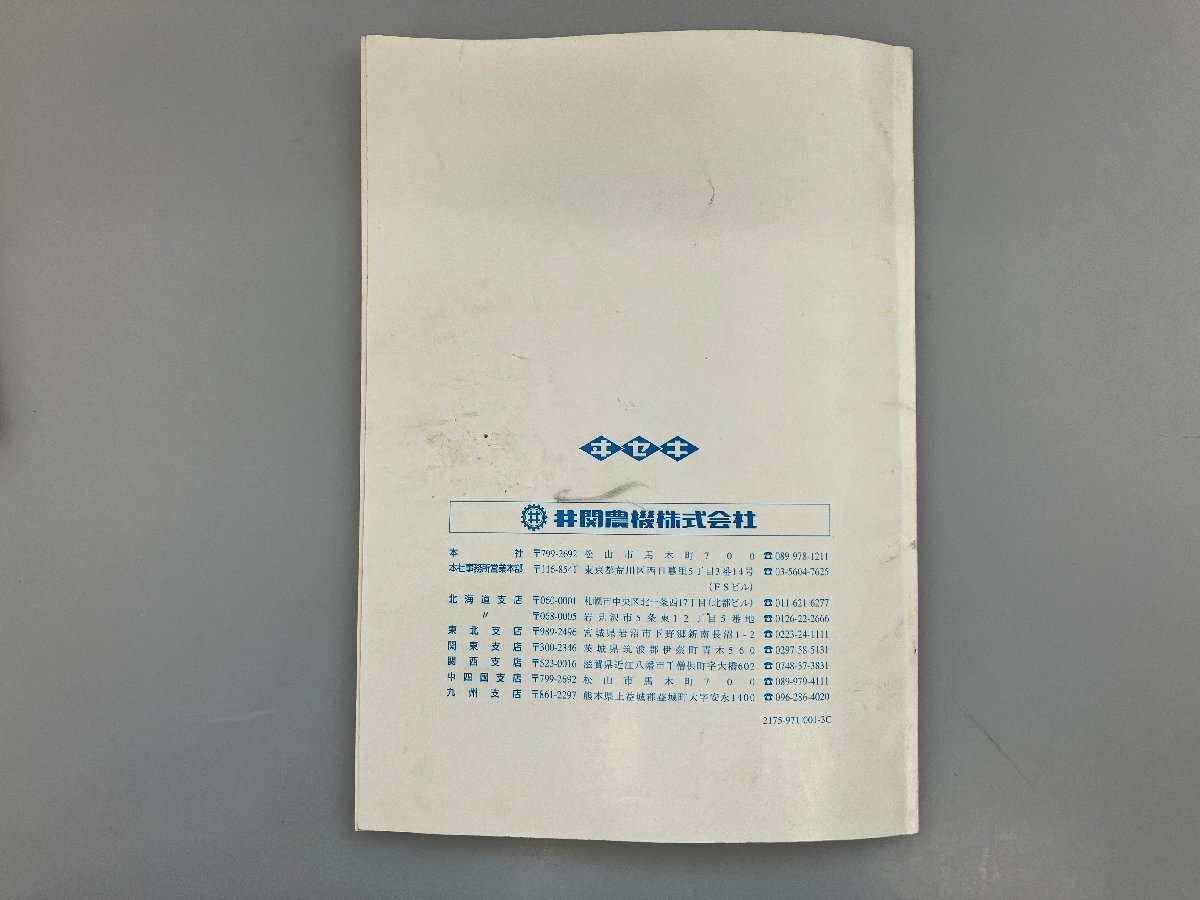 ヰセキ
井関農機株式会社
本社 〒799-2692 松山市馬木町700 ☎089-978-1211
本社事務所営業本部 〒116-8541 東京都荒川区西日暮里5丁目3番14号 ☎03-5604-7625
(FSビル)
北海道支店 〒060-0001 札幌市中央区北一条西17丁目(北都ビル) ☎011-621-6277
〃 〒068-0005 岩見沢市5条東12丁目5番地 ☎0126-22-2666
東北支店 〒989-2496 宮城県岩沼市下野郷新南長沼1-2 ☎0223-24-1111
関東支店 〒300-2346 茨城県筑波郡伊奈町青木560 ☎0297-58-5131
関西支店 〒523-0016 滋賀県近江八幡市千僧供町字大橋602 ☎0748-37-3831
中四国支店 〒799-2692 松山市馬木町700 ☎089-979-4111
九州支店 〒861-2297 熊本県上益城郡益城町大字安永1400 ☎096-286-4020
2175-971-001-3C